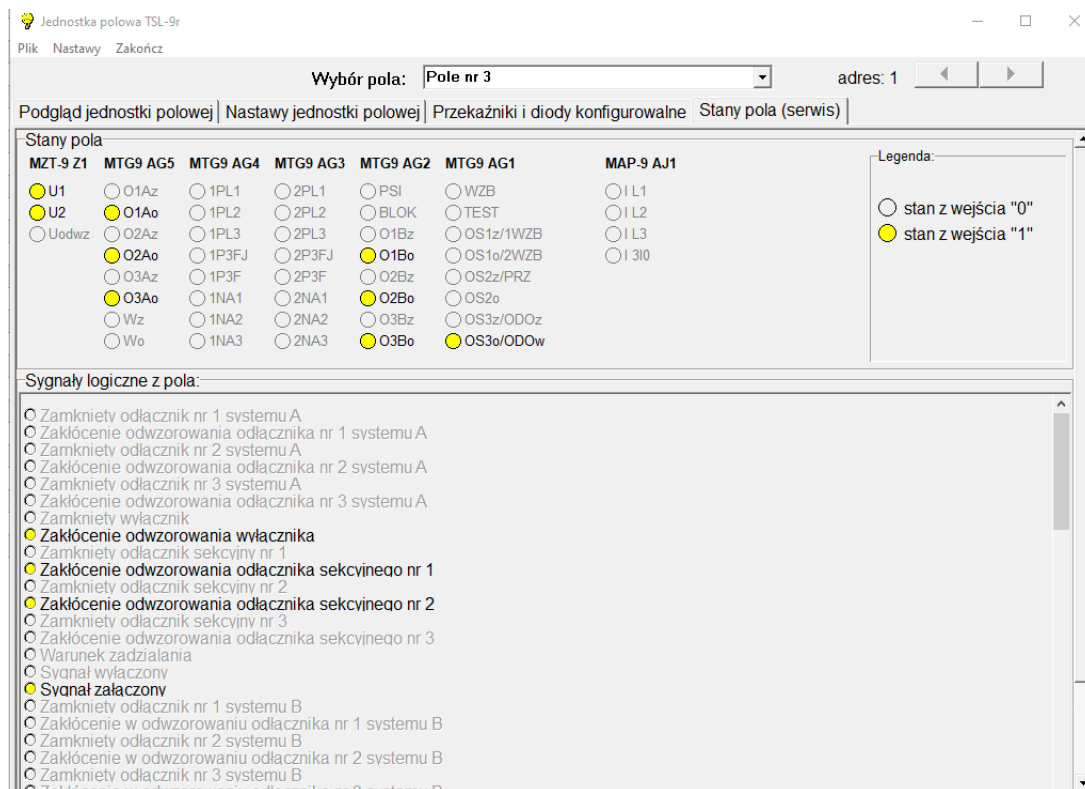 Jednostka polowa TSL-9r
Plik Nastawy Zakończ
Wybór pola: Pole nr 3 adres: 1
Podgląd jednostki polowej Nastawy jednostki polowej Przekaźniki i diody konfigurowalne Stany pola (serwis)
Stany pola
MZT-9 Z1 MTG9 AG5 MTG9 AG4 MTG9 AG3 MTG9 AG2 MTG9 AG1 MAP-9 AJ1 Legenda:
U1 O1Az 1PL1 2PL1 PSI WZB I L1
U2 O1Ao 1PL2 2PL2 BLOK TEST I L2 stan z wejścia "0"
Uodwz O2Az 1PL3 2PL3 O1Bz OS1z/1WZB I L3 stan z wejścia "1"
O2Ao 1P3FJ 2P3FJ O1Bo OS1o/2WZB I 3I0
O3Az 1P3F 2P3F O2Bz OS2z/PRZ
O3Ao 1NA1 2NA1 O2Bo OS2o
Wz 1NA2 2NA2 O3Bz OS3z/ODOz
Wo 1NA3 2NA3 O3Bo OS3o/ODOw
Sygnały logiczne z pola:
Zamknięty odłącznik nr 1 systemu A
Zakłócenie odwzorowania odłącznika nr 1 systemu A
Zamknięty odłącznik nr 2 systemu A
Zakłócenie odwzorowania odłącznika nr 2 systemu A
Zamknięty odłącznik nr 3 systemu A
Zakłócenie odwzorowania odłącznika nr 3 systemu A
Zamknięty wyłącznik
Zakłócenie odwzorowania wyłącznika
Zamknięty odłącznik sekcyjny nr 1
Zakłócenie odwzorowania odłącznika sekcyjnego nr 1
Zamknięty odłącznik sekcyjny nr 2
Zakłócenie odwzorowania odłącznika sekcyjnego nr 2
Zamknięty odłącznik sekcyjny nr 3
Zakłócenie odwzorowania odłącznika sekcyjnego nr 3
Warunek zadzialania
Sygnał wyłączony
Sygnał załączony
Zamknięty odłącznik nr 1 systemu B
Zakłócenie w odwzorowaniu odłącznika nr 1 systemu B
Zamknięty odłącznik nr 2 systemu B
Zakłócenie w odwzorowaniu odłącznika nr 2 systemu B
Zamknięty odłącznik nr 3 systemu B